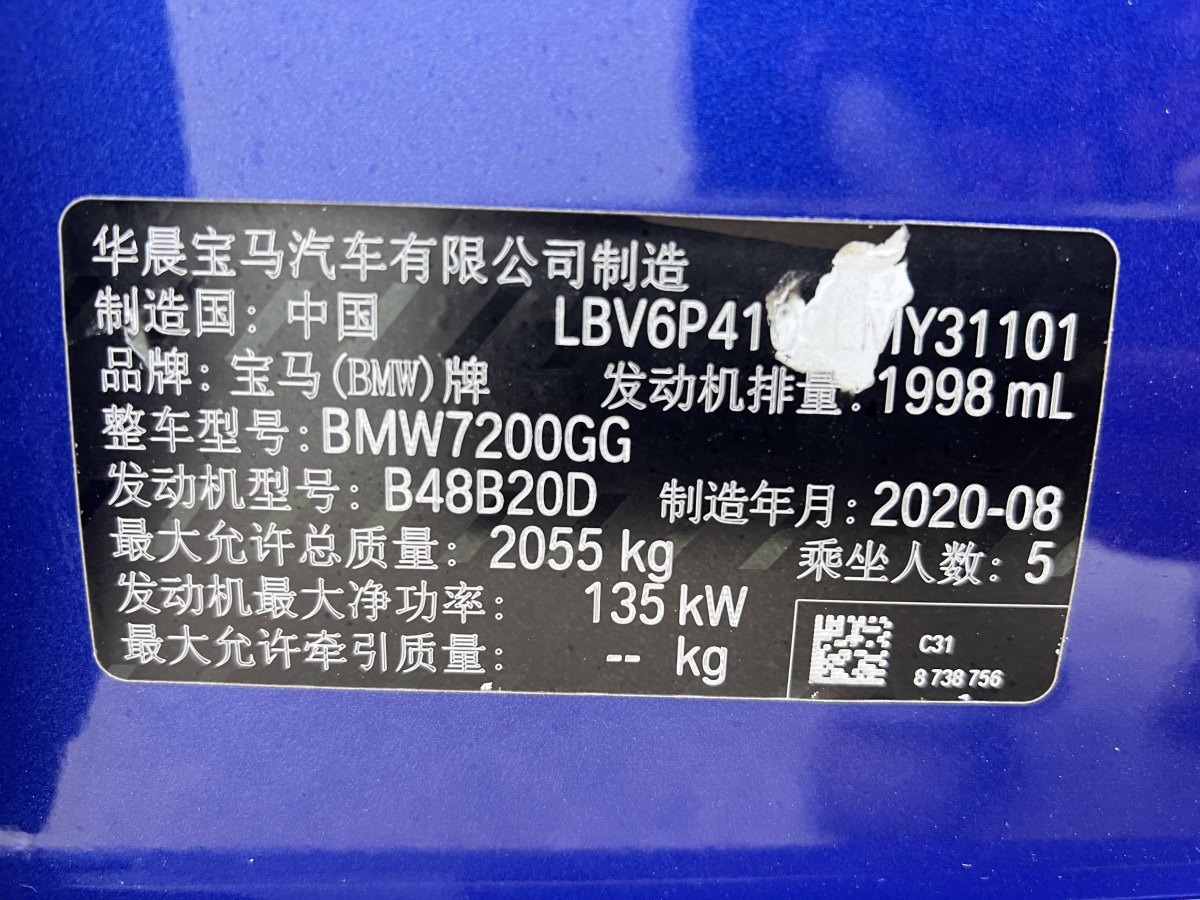 华晨宝马汽车有限公司制造
制造国：中国 LBV6P41 MY31101
品牌：宝马(BMW)牌 发动机排量：1998 mL
整车型号：BMW7200GG
发动机型号：B48B20D 制造年月：2020-08
最大允许总质量：2055 kg 乘坐人数：5
发动机最大净功率：135 kW
最大允许牵引质量：-- kg
C31
8 738 756